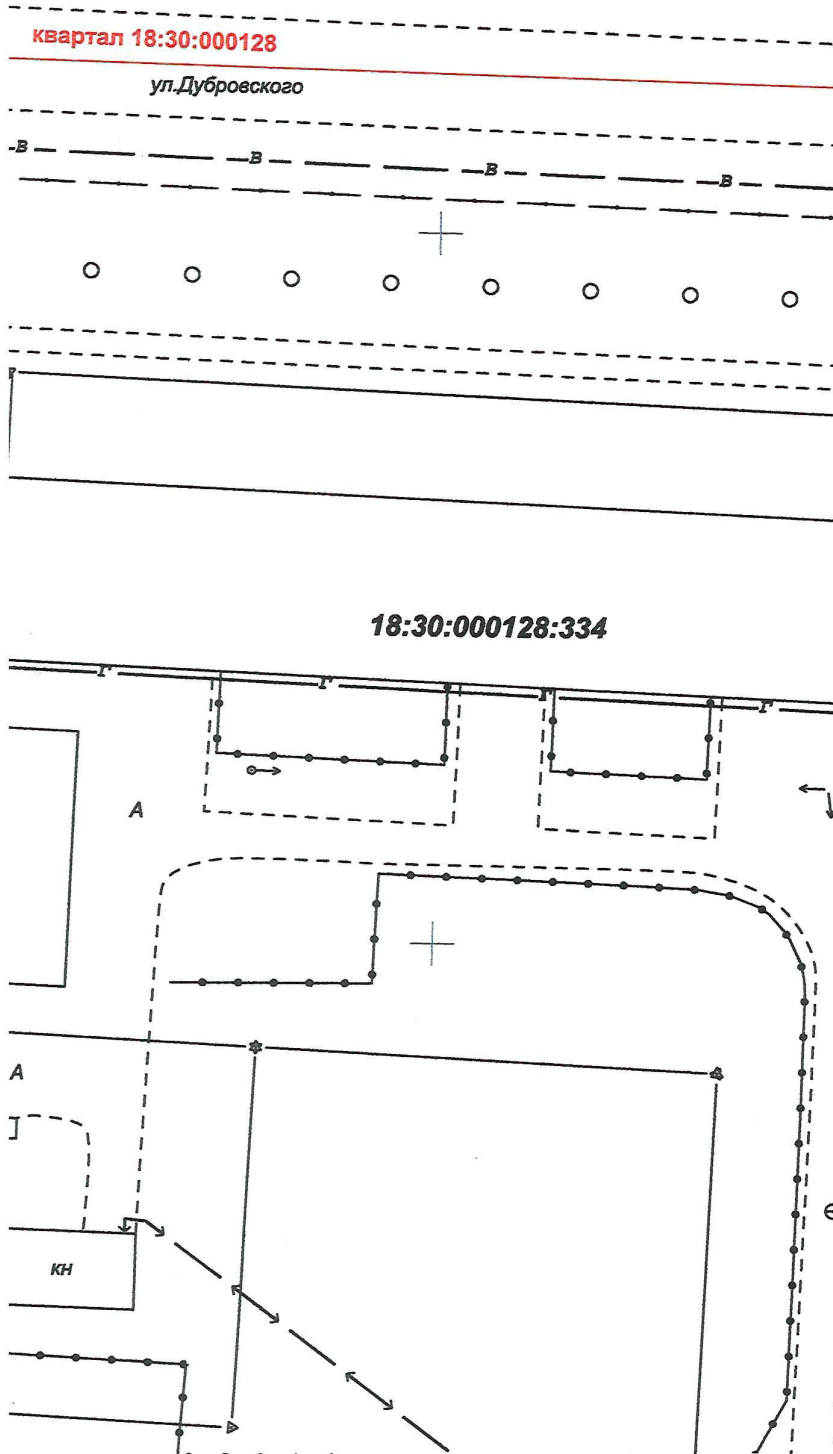 квартал 18:30:000128
ул.Дубровского
В В В В
18:30:000128:334
Г Г Г Г
А
А
КН